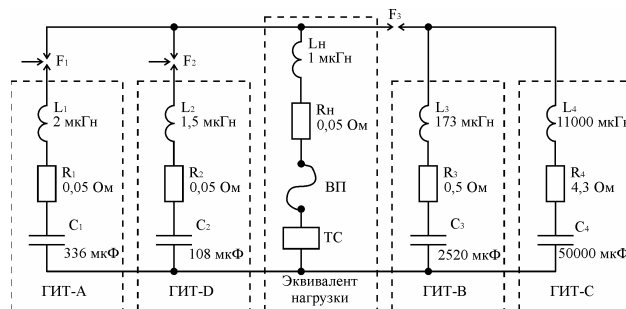 F₃
F₁
F₂
Lн
1 мкГн
L₁
2 мкГн
L₂
1,5 мкГн
L₃
173 мкГн
L₄
11000 мкГн
Rн
0,05 Ом
R₁
0,05 Ом
R₂
0,05 Ом
R₃
0,5 Ом
R₄
4,3 Ом
ВП
C₁
336 мкФ
C₂
108 мкФ
ТС
C₃
2520 мкФ
C₄
50000 мкФ
ГИТ-А
ГИТ-D
Эквивалент
нагрузки
ГИТ-В
ГИТ-С